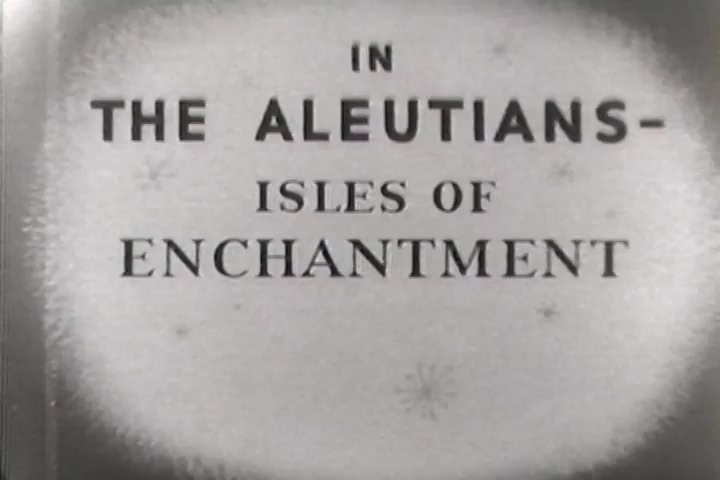 IN
THE ALEUTIANS-
ISLES OF
ENCHANTMENT